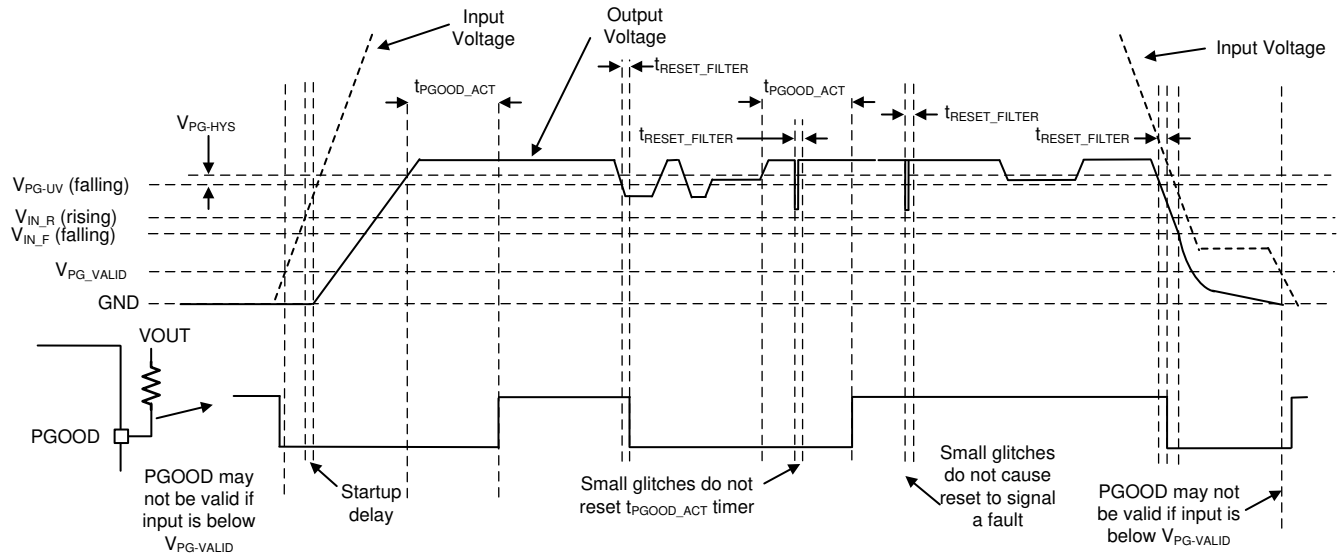 Input
Voltage
Output
Voltage
Input Voltage
tRESET_FILTER
tPGOOD_ACT
tPGOOD_ACT
tRESET_FILTER
tRESET_FILTER
tRESET_FILTER
VPG-HYS
VPG-UV (falling)
VIN_R (rising)
VIN_F (falling)
VPG_VALID
GND
VOUT
PGOOD
PGOOD may
not be valid if
input is below
VPG-VALID
Startup
delay
Small glitches do not
reset tPGOOD_ACT timer
Small glitches
do not cause
reset to signal
a fault
PGOOD may not
be valid if input is
below VPG-VALID